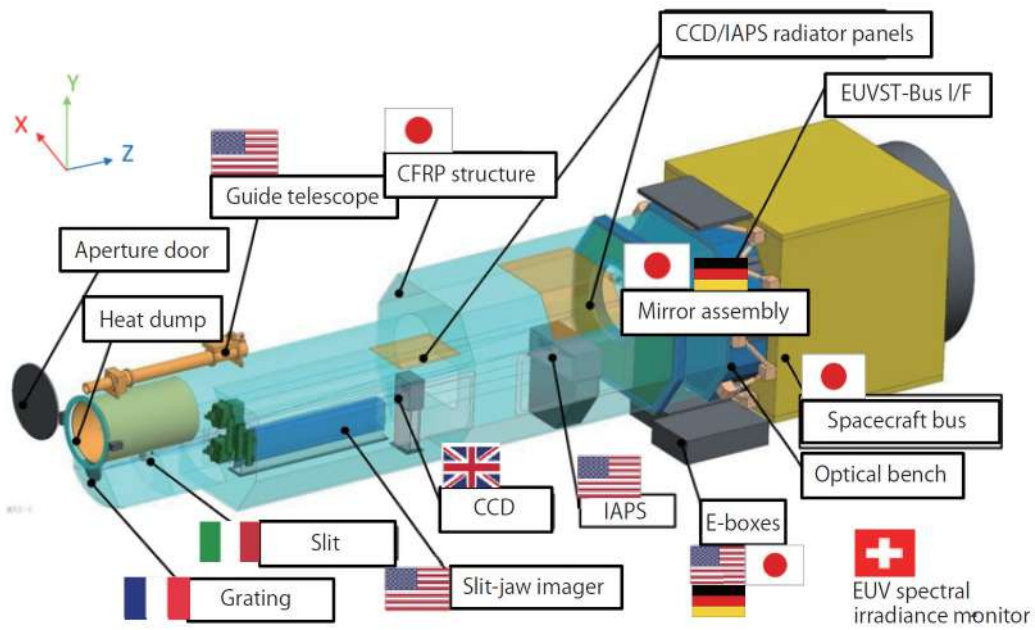 CCD/IAPS radiator panels
EUVST-Bus I/F
Y
X
Z
CFRP structure
Guide telescope
Aperture door
Heat dump
Mirror assembly
Spacecraft bus
Optical bench
CCD
IAPS
E-boxes
Slit
Grating
Slit-jaw imager
EUV spectral
irradiance monitor